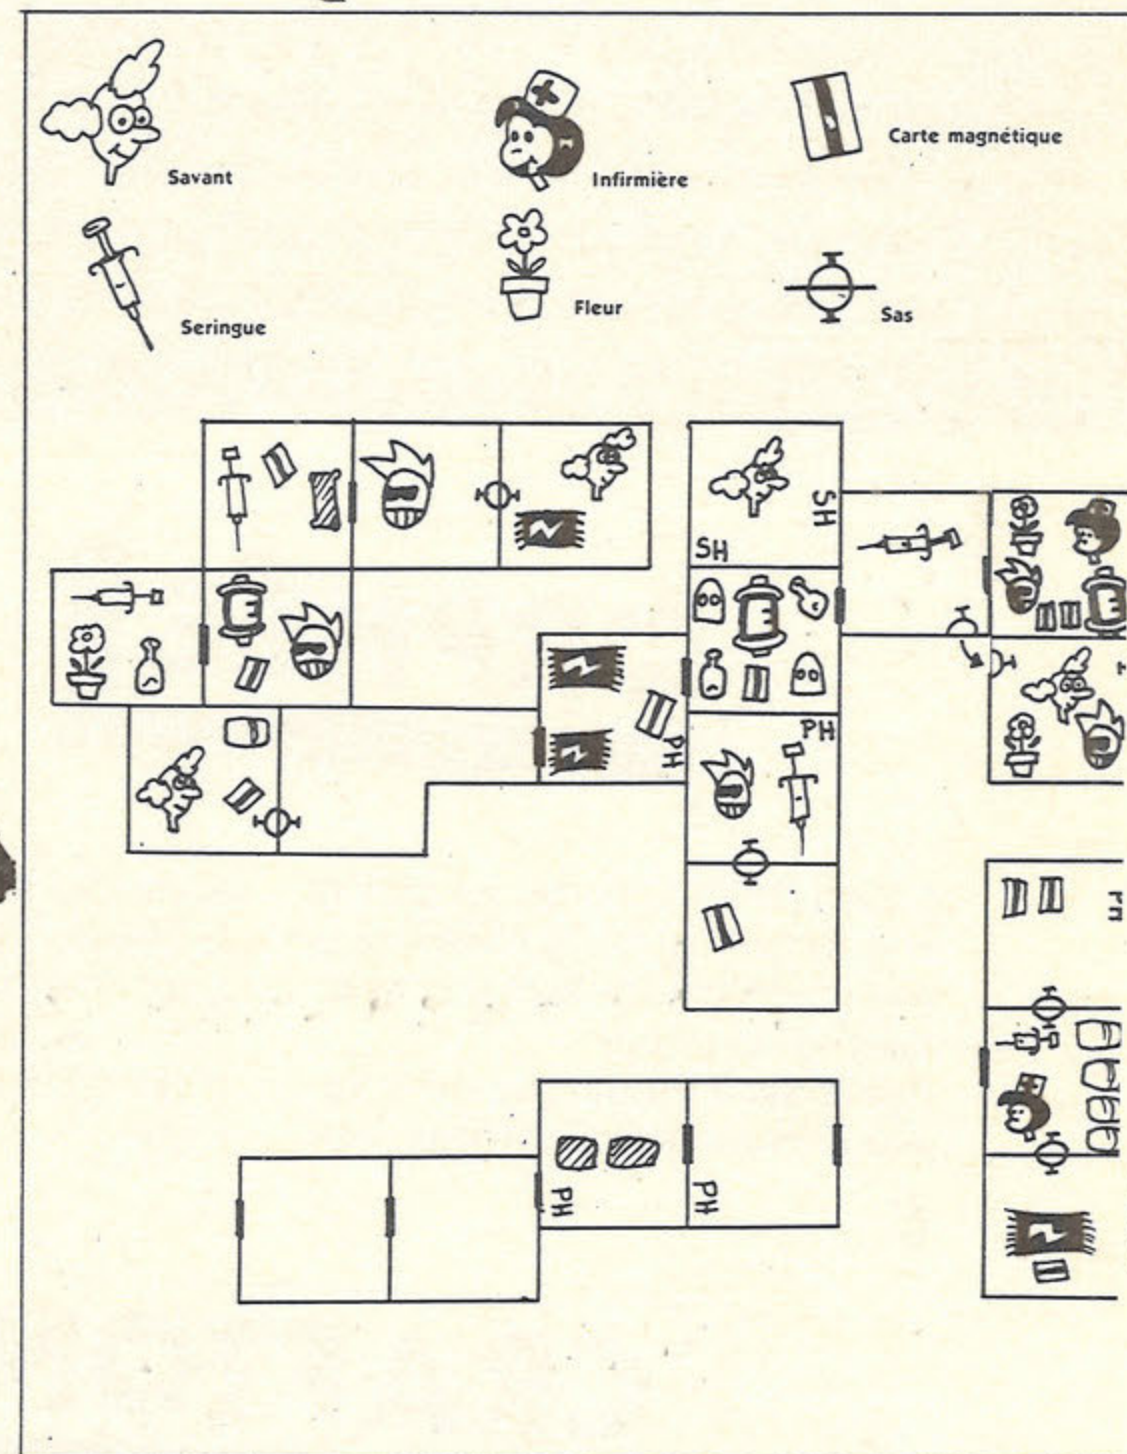 Savant
Infirmière
Carte magnétique
Seringue
Fleur
Sas
SH
SH
PH
PH
PH
PH